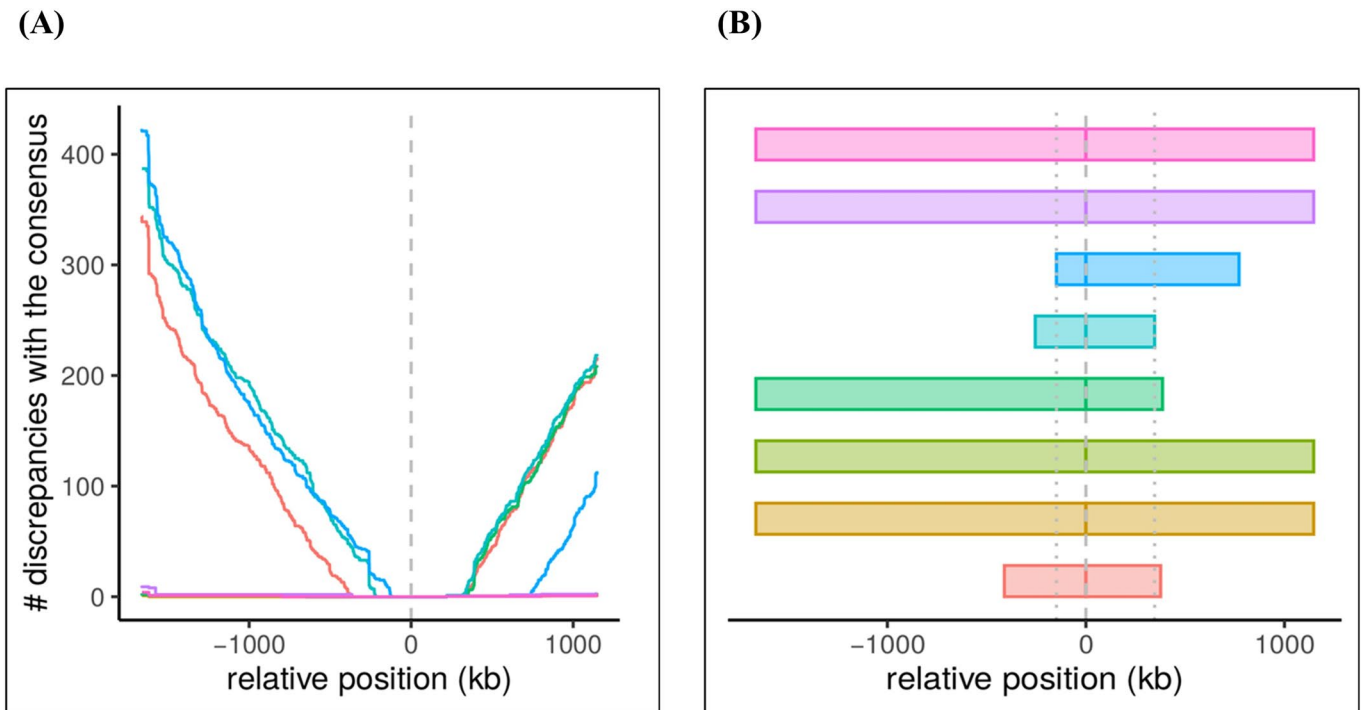 (A)
(B)
# discrepancies with the consensus
400
300
200
100
0
−1000 0 1000
relative position (kb)
−1000 0 1000
relative position (kb)